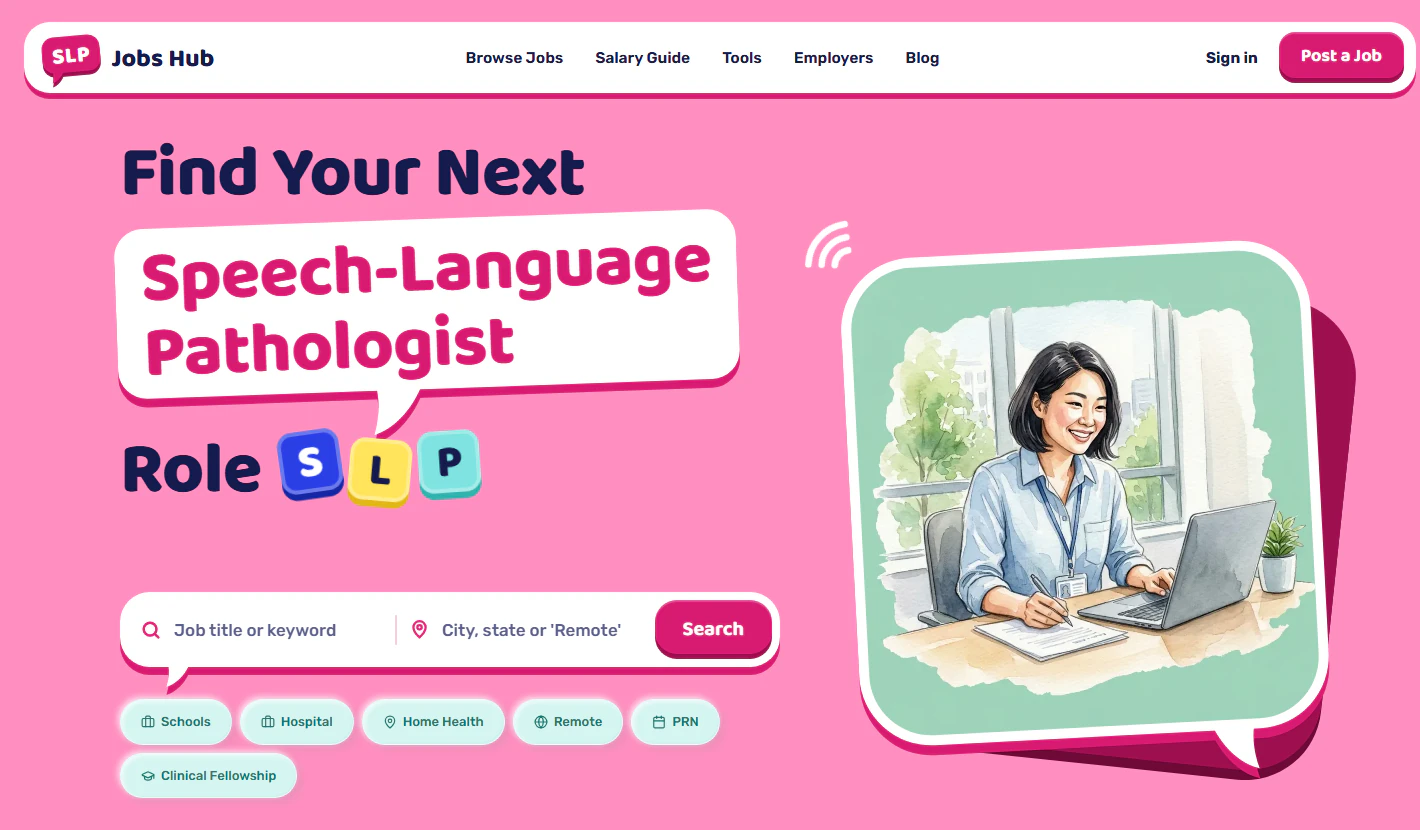 SLP Jobs Hub
Browse Jobs Salary Guide Tools Employers Blog
Sign in Post a Job
Find Your Next
Speech-Language
Pathologist
Role S L P
Job title or keyword City, state or 'Remote' Search
Schools Hospital Home Health Remote PRN
Clinical Fellowship